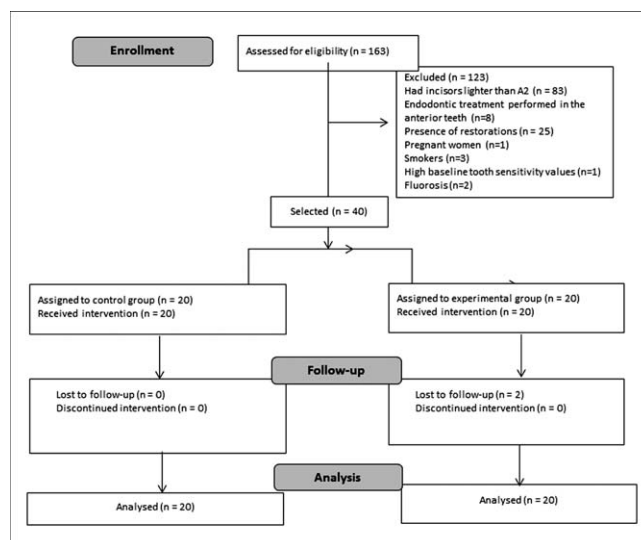 Enrollment
Assessed for eligibility (n = 163)
Excluded (n = 123)
Had incisors lighter than A2 (n = 83)
Endodontic treatment performed in the
anterior teeth (n=8)
Presence of restorations (n = 25)
Pregnant women (n=1)
Smokers (n=3)
High baseline tooth sensitivity values (n=1)
Fluorosis (n=2)
Selected (n = 40)
Assigned to control group (n = 20)
Received intervention (n = 20)
Assigned to experimental group (n = 20)
Received intervention (n = 20)
Follow-up
Lost to follow-up (n = 0)
Discontinued intervention (n = 0)
Lost to follow-up (n = 2)
Discontinued intervention (n = 0)
Analysis
Analysed (n = 20)
Analysed (n = 20)